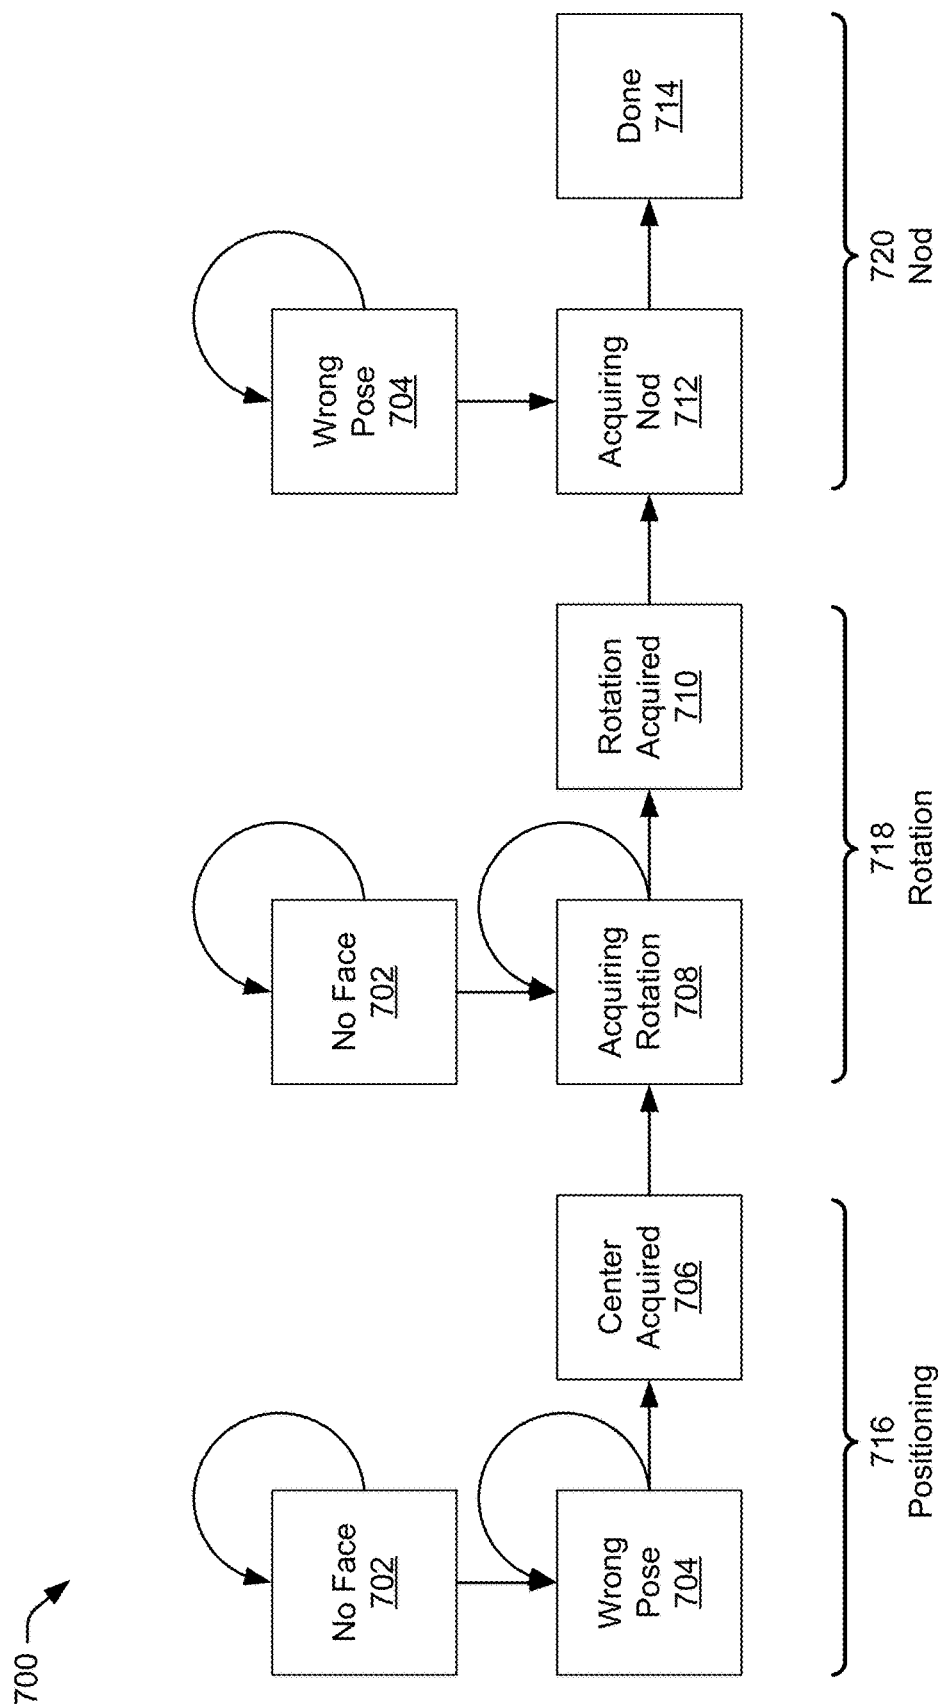 700
No Face
702
No Face
702
Wrong
Pose
704
Wrong
Pose
704
Center
Acquired
706
Acquiring
Rotation
708
Rotation
Acquired
710
Acquiring
Nod
712
Done
714
716
Positioning
718
Rotation
720
Nod